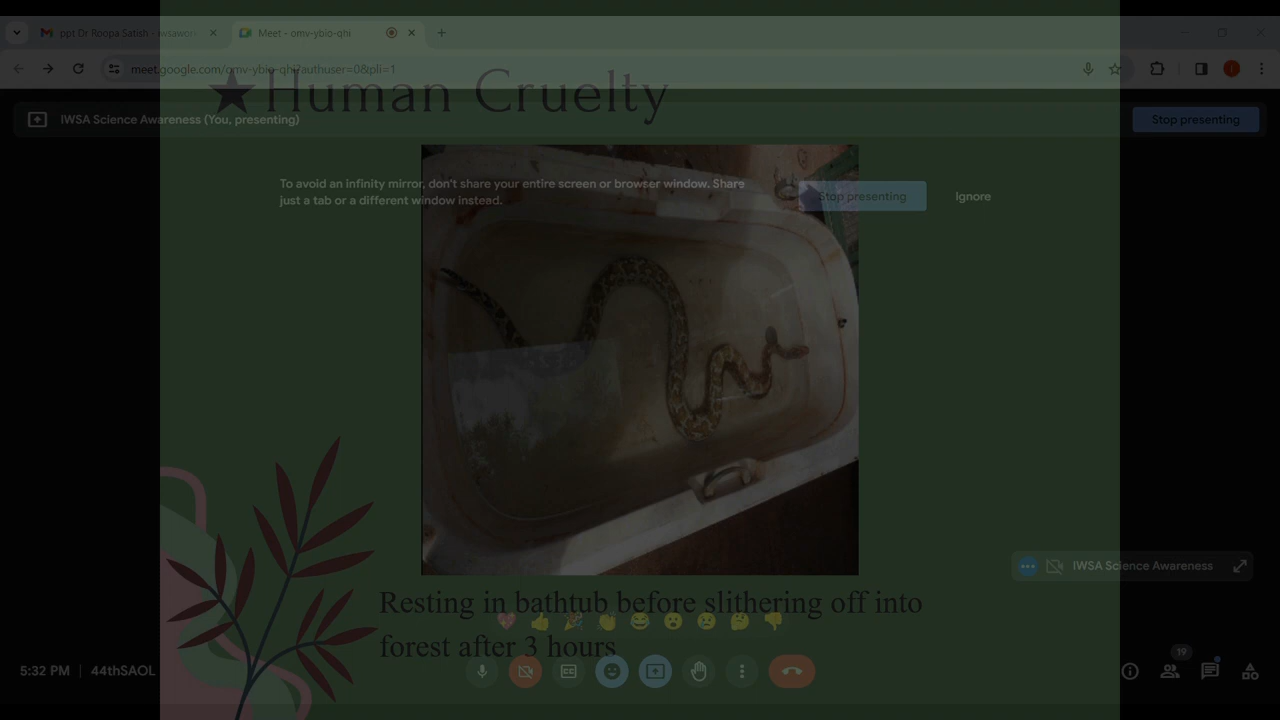 ppt Dr Roopa Satish - iwsawor
Meet - omv-ybio-qhi
meet.google.com/omv-ybio-qhi?authuser=0&pli=1
★Human Cruelty
IWSA Science Awareness (You, presenting)
Stop presenting
To avoid an infinity mirror, don't share your entire screen or browser window. Share
just a tab or a different window instead.
Stop presenting
Ignore
IWSA Science Awareness
Resting in bathtub before slithering off into
forest after 3 hours
5:32 PM
44thSAOL
19